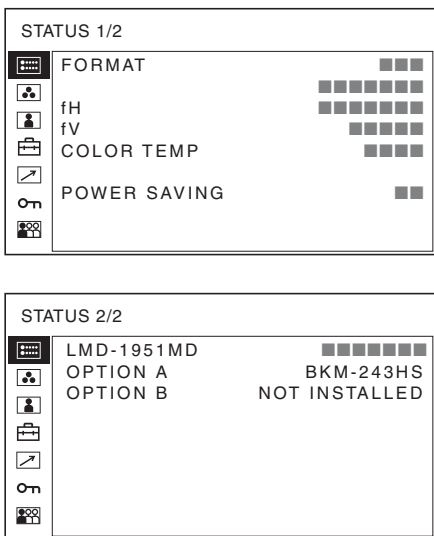 STATUS 1/2
FORMAT ■■■
■■■■■■■
fH ■■■■■■■
fV ■■■■■
COLOR TEMP ■■■■
POWER SAVING ■■
STATUS 2/2
LMD-1951MD ■■■■■■■
OPTION A BKM-243HS
OPTION B NOT INSTALLED